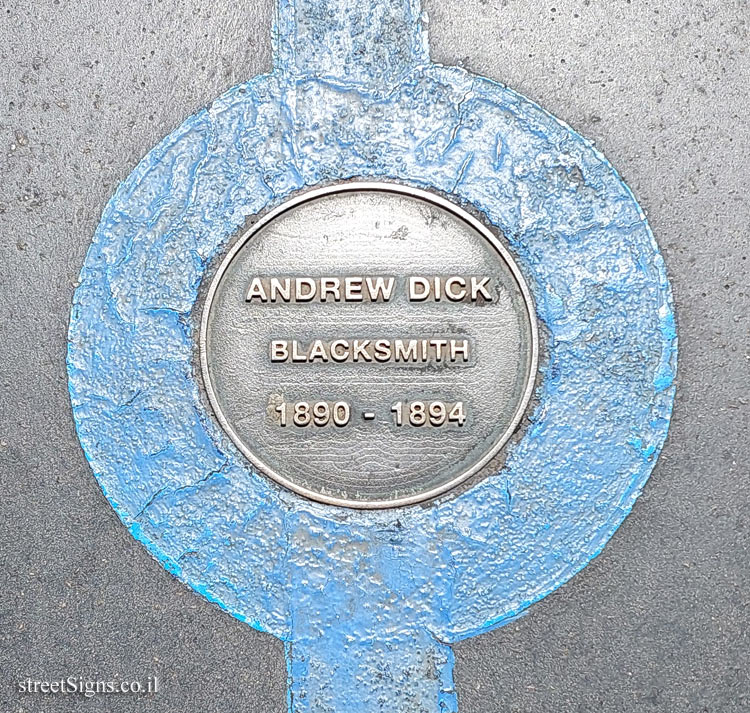 ANDREW DICK
BLACKSMITH
1890 - 1894
streetSigns.co.il